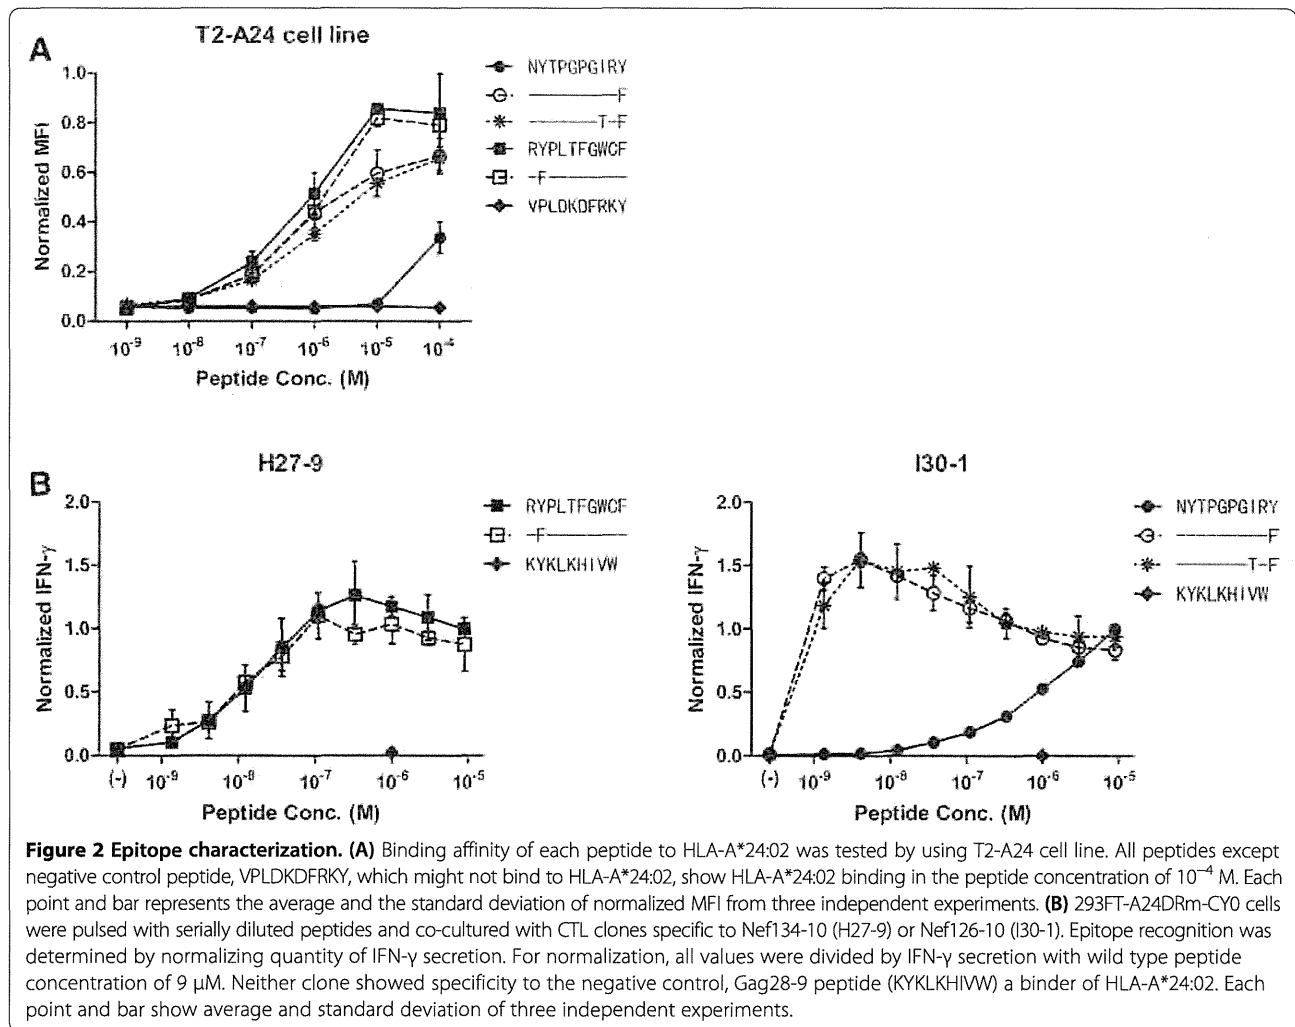 A
T2-A24 cell line
NYTPGPGIRY
—————————F
———————T-F
RYPLTFGWCF
-F————————
VPLDKDFRKY
Normalized MFI
1.0
0.8
0.6
0.4
0.2
0.0
10⁻⁹ 10⁻⁸ 10⁻⁷ 10⁻⁶ 10⁻⁵ 10⁻⁴
Peptide Conc. (M)
B
H27-9
RYPLTFGWCF
-F————————
KYKLKHIVW
Normalized IFN-γ
2.0
1.5
1.0
0.5
0.0
(-) 10⁻⁹ 10⁻⁸ 10⁻⁷ 10⁻⁶ 10⁻⁵
Peptide Conc. (M)
I30-1
NYTPGPGIRY
—————————F
———————T-F
KYKLKHIVW
Normalized IFN-γ
2.0
1.5
1.0
0.5
0.0
(-) 10⁻⁹ 10⁻⁸ 10⁻⁷ 10⁻⁶ 10⁻⁵
Peptide Conc. (M)
Figure 2 Epitope characterization. (A) Binding affinity of each peptide to HLA-A*24:02 was tested by using T2-A24 cell line. All peptides except
negative control peptide, VPLDKDFRKY, which might not bind to HLA-A*24:02, show HLA-A*24:02 binding in the peptide concentration of 10⁻⁴ M. Each
point and bar represents the average and the standard deviation of normalized MFI from three independent experiments. (B) 293FT-A24DRm-CY0 cells
were pulsed with serially diluted peptides and co-cultured with CTL clones specific to Nef134-10 (H27-9) or Nef126-10 (I30-1). Epitope recognition was
determined by normalizing quantity of IFN-γ secretion. For normalization, all values were divided by IFN-γ secretion with wild type peptide
concentration of 9 μM. Neither clone showed specificity to the negative control, Gag28-9 peptide (KYKLKHIVW) a binder of HLA-A*24:02. Each
point and bar show average and standard deviation of three independent experiments.